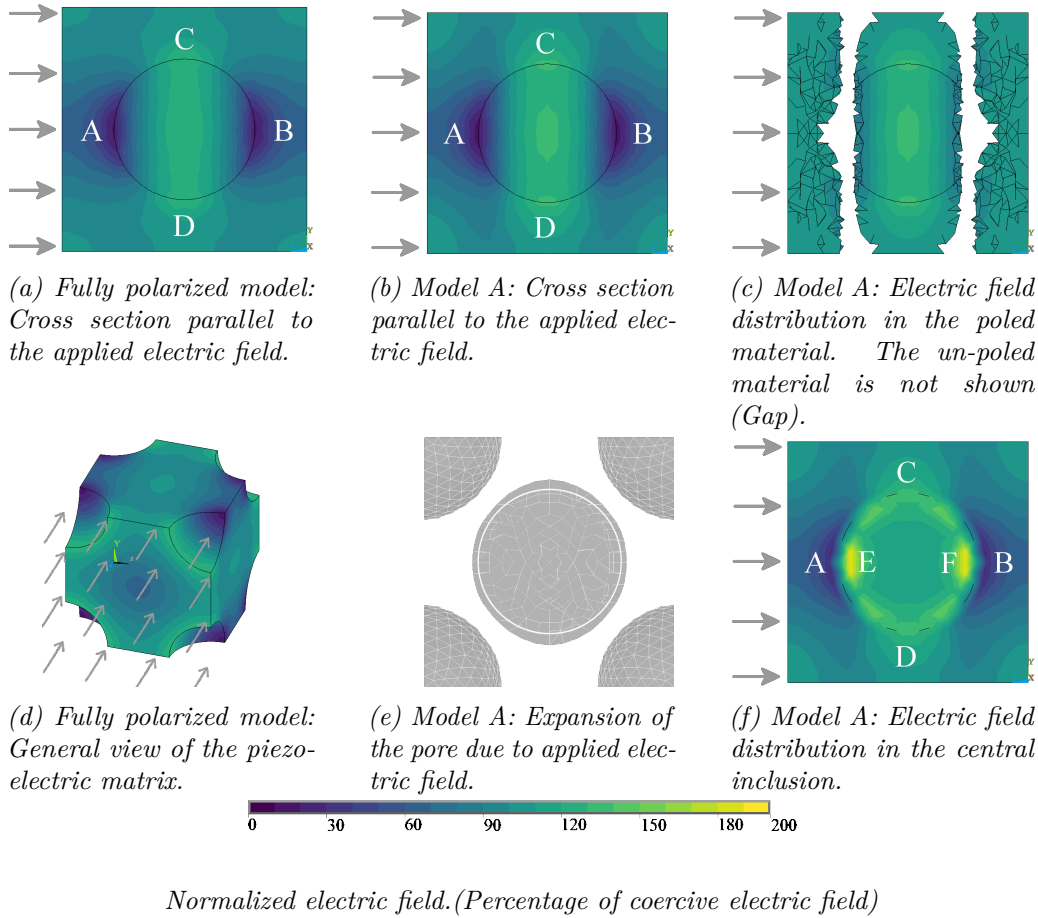 C
A
B
D
Y
X
(a) Fully polarized model:
Cross section parallel to
the applied electric field.
C
A
B
D
Y
X
(b) Model A: Cross section
parallel to the applied elec-
tric field.
Y
X
(c) Model A: Electric field
distribution in the poled
material. The un-poled
material is not shown
(Gap).
Y
z
(d) Fully polarized model:
General view of the piezo-
electric matrix.
(e) Model A: Expansion of
the pore due to applied elec-
tric field.
C
A E F B
D
Y
X
(f) Model A: Electric field
distribution in the central
inclusion.
0 30 60 90 120 150 180 200
Normalized electric field.(Percentage of coercive electric field)